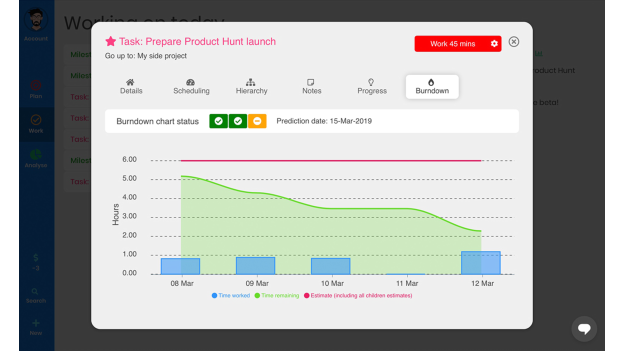 Working on today
Account
Task: Prepare Product Hunt launch
Work 45 mins
Go up to: My side project
Details
Scheduling
Hierarchy
Notes
Progress
Burndown
Burndown chart status
Prediction date: 15-Mar-2019
Plan
Work
Analyse
$
-3
Search
New
Task:
Task:
Task:
Task:
6.00
5.00
4.00
3.00
2.00
1.00
0.00
Hours
08 Mar
09 Mar
10 Mar
11 Mar
12 Mar
Time worked
Time remaining
Estimate (including all children estimates)
roduct Hunt
e beta!